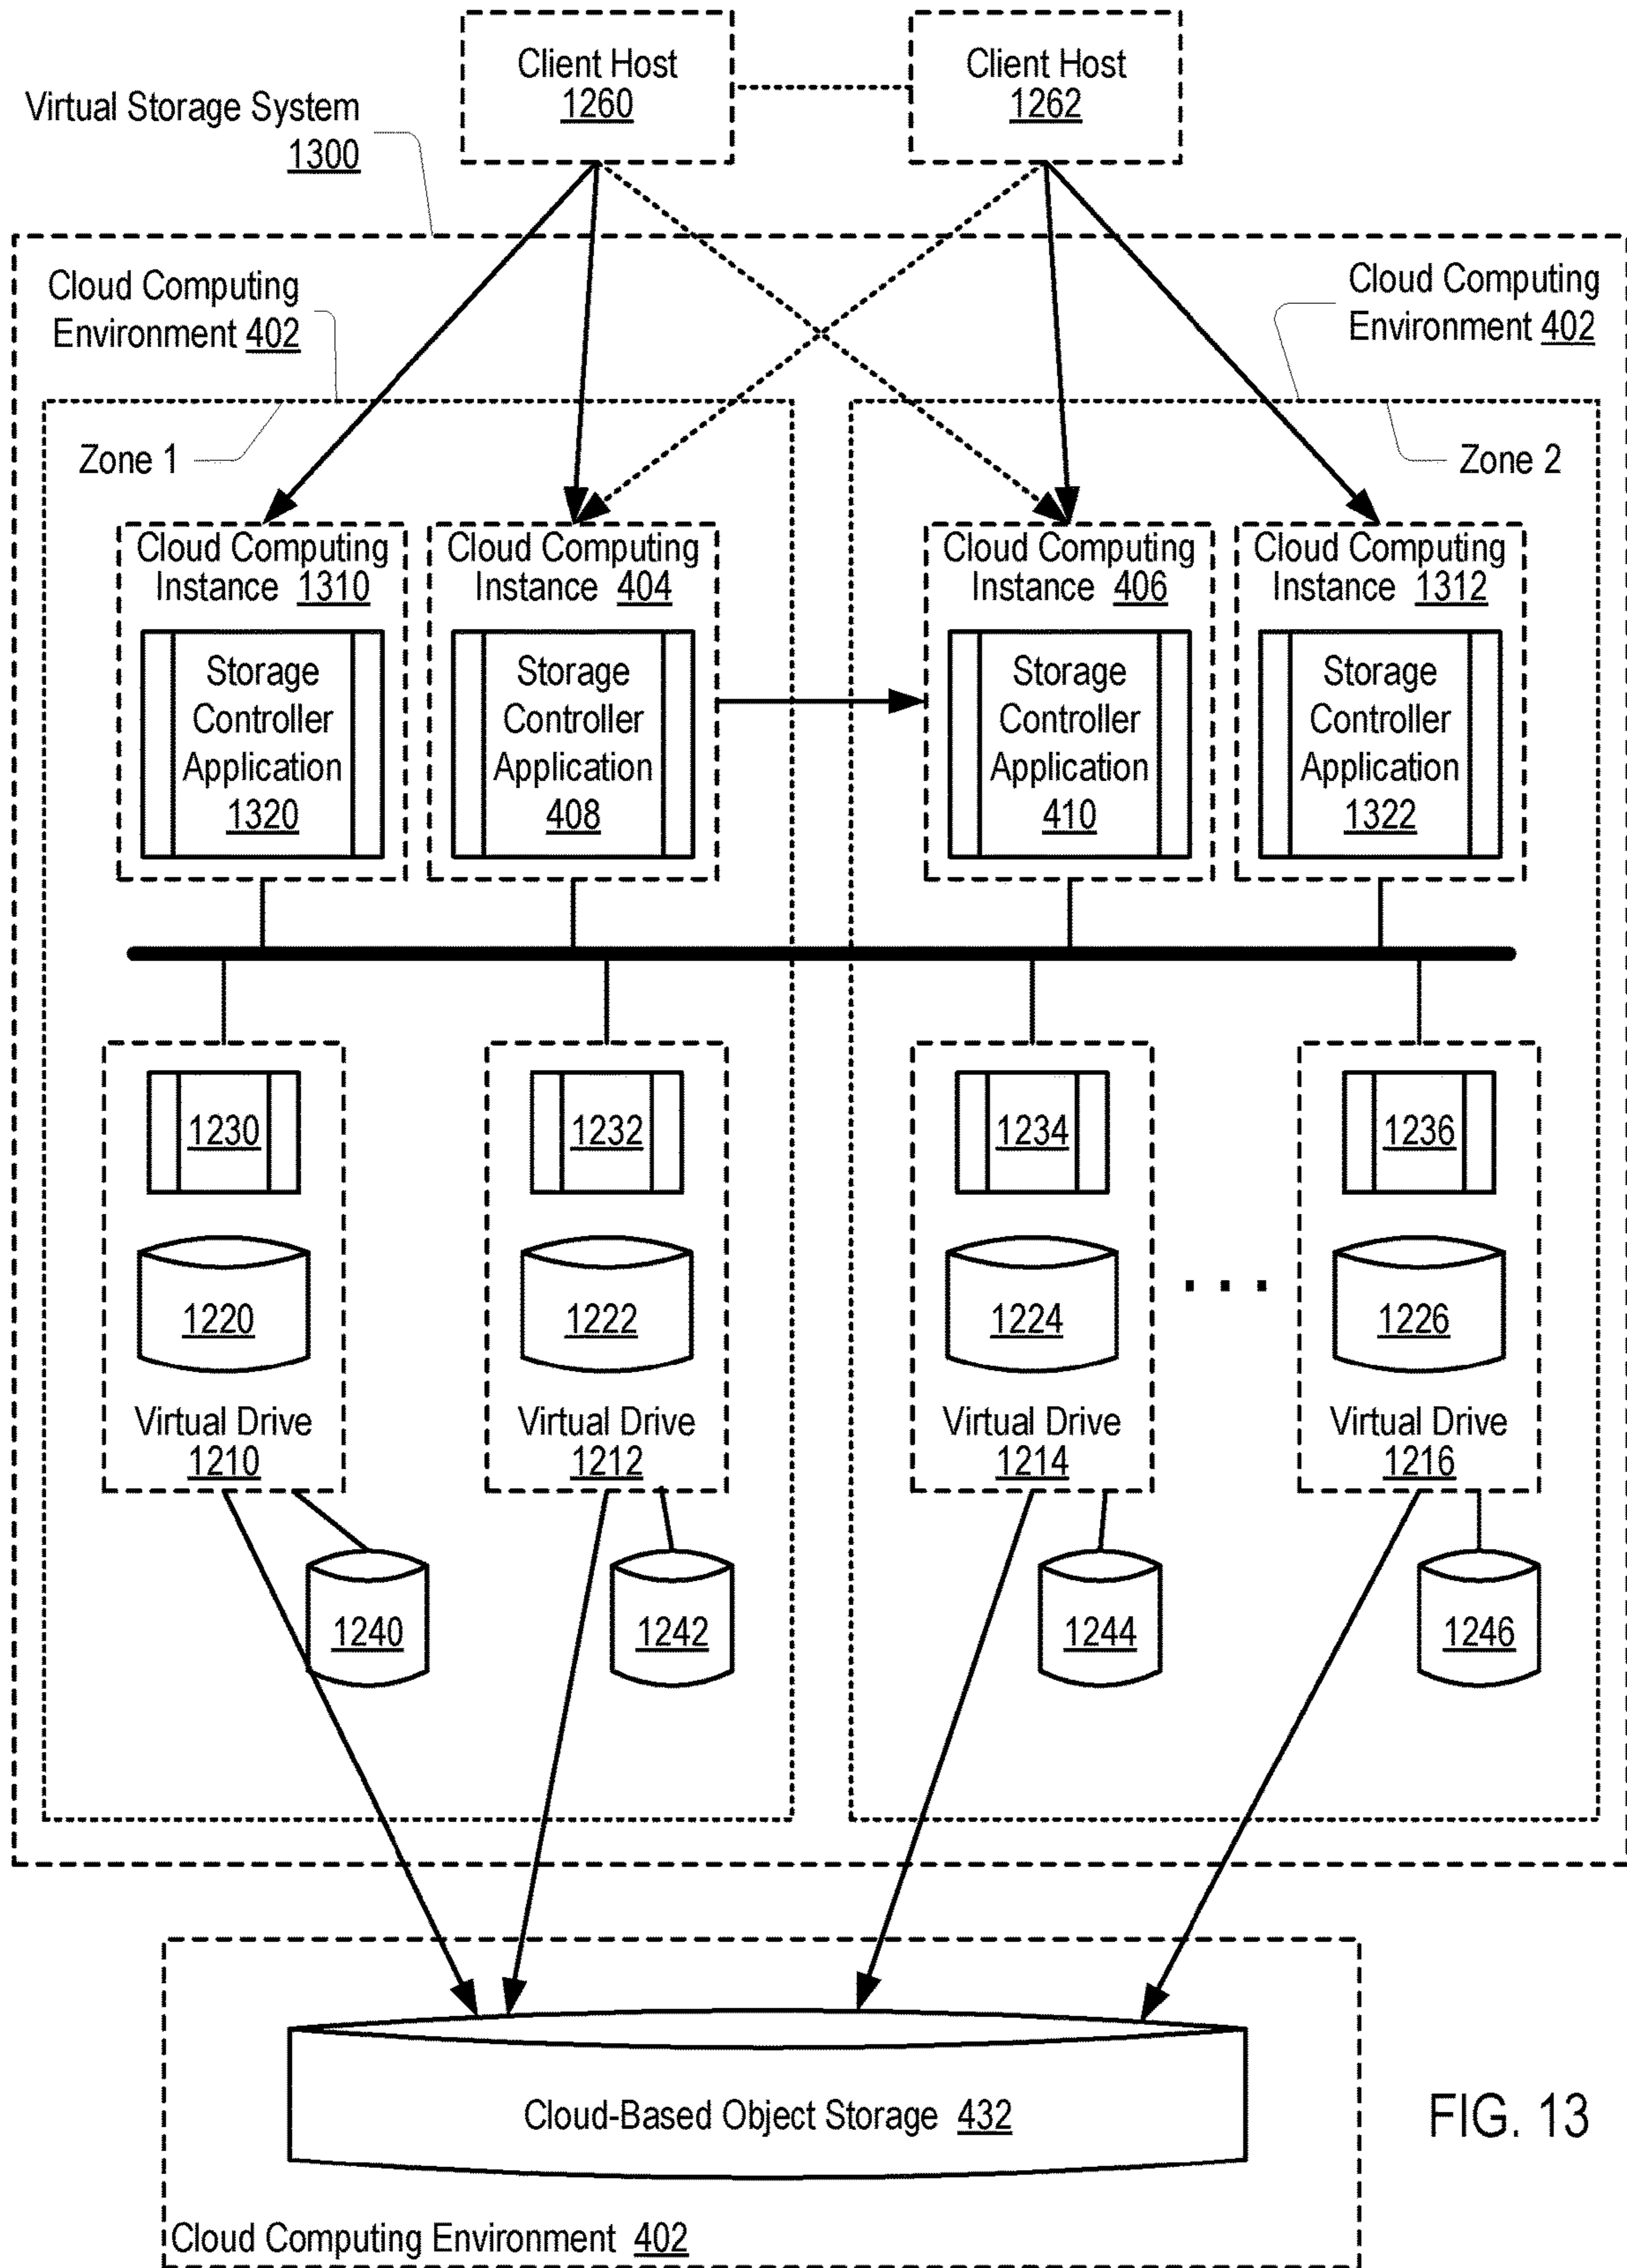 Client Host
1260
Client Host
1262
Virtual Storage System
1300
Cloud Computing
Environment 402
Cloud Computing
Environment 402
Zone 1
Zone 2
Cloud Computing
Instance 1310
Storage
Controller
Application
1320
Cloud Computing
Instance 404
Storage
Controller
Application
408
Cloud Computing
Instance 406
Storage
Controller
Application
410
Cloud Computing
Instance 1312
Storage
Controller
Application
1322
1230
1220
Virtual Drive
1210
1232
1222
Virtual Drive
1212
1234
1224
Virtual Drive
1214
. . .
1236
1226
Virtual Drive
1216
1240
1242
1244
1246
Cloud-Based Object Storage 432
Cloud Computing Environment 402
FIG. 13